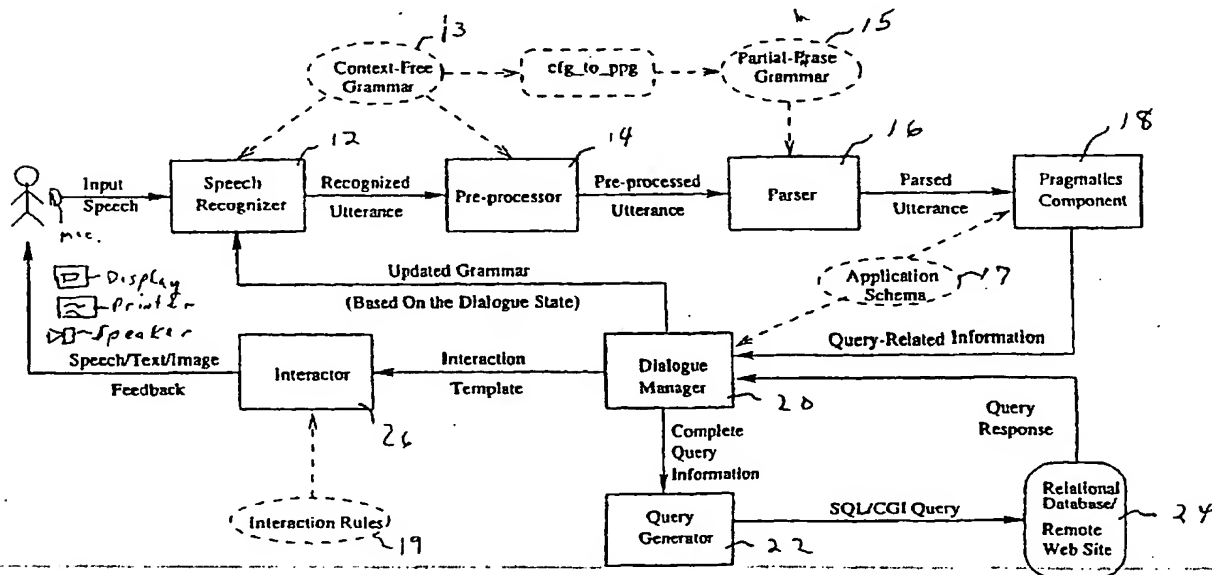 13
15
Context-Free
Grammar
cfg_to_ppg
Partial-Phrase
Grammar
12
14
16
18
Input
Speech
Speech
Recognizer
Recognized
Utterance
Pre-processor
Pre-processed
Utterance
Parser
Parsed
Utterance
Pragmatics
Component
mic.
Display
Printer
Speaker
Updated Grammar
(Based On the Dialogue State)
Application
Schema
17
Query-Related Information
Speech/Text/Image
Feedback
Interactor
26
Interaction
Template
Dialogue
Manager
20
Query
Response
Complete
Query
Information
Interaction Rules
19
Query
Generator
22
SQL/CGI Query
Relational
Database/
Remote
Web Site
24